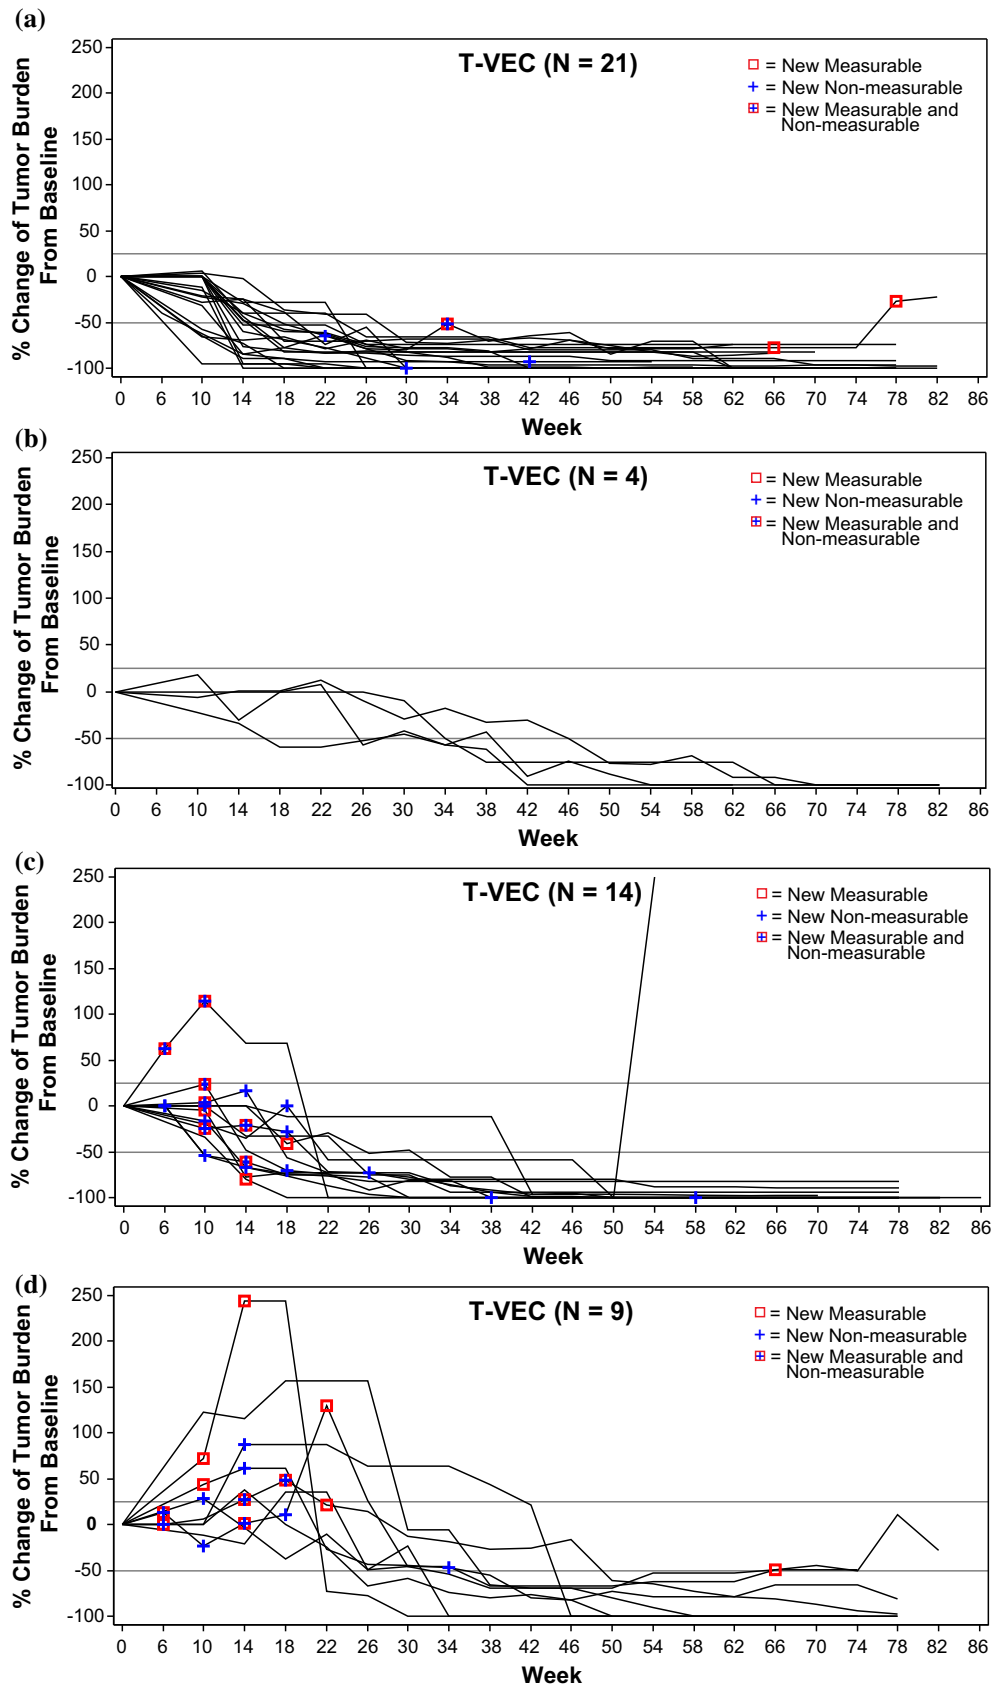 (a)
T-VEC (N = 21)
= New Measurable
= New Non-measurable
= New Measurable and
Non-measurable
% Change of Tumor Burden
From Baseline
250
200
150
100
50
0
-50
-100
0 6 10 14 18 22 26 30 34 38 42 46 50 54 58 62 66 70 74 78 82 86
Week
(b)
T-VEC (N = 4)
= New Measurable
= New Non-measurable
= New Measurable and
Non-measurable
% Change of Tumor Burden
From Baseline
250
200
150
100
50
0
-50
-100
0 6 10 14 18 22 26 30 34 38 42 46 50 54 58 62 66 70 74 78 82 86
Week
(c)
T-VEC (N = 14)
= New Measurable
= New Non-measurable
= New Measurable and
Non-measurable
% Change of Tumor Burden
From Baseline
250
200
150
100
50
0
-50
-100
0 6 10 14 18 22 26 30 34 38 42 46 50 54 58 62 66 70 74 78 82 86
Week
(d)
T-VEC (N = 9)
= New Measurable
= New Non-measurable
= New Measurable and
Non-measurable
% Change of Tumor Burden
From Baseline
250
200
150
100
50
0
-50
-100
0 6 10 14 18 22 26 30 34 38 42 46 50 54 58 62 66 70 74 78 82 86
Week